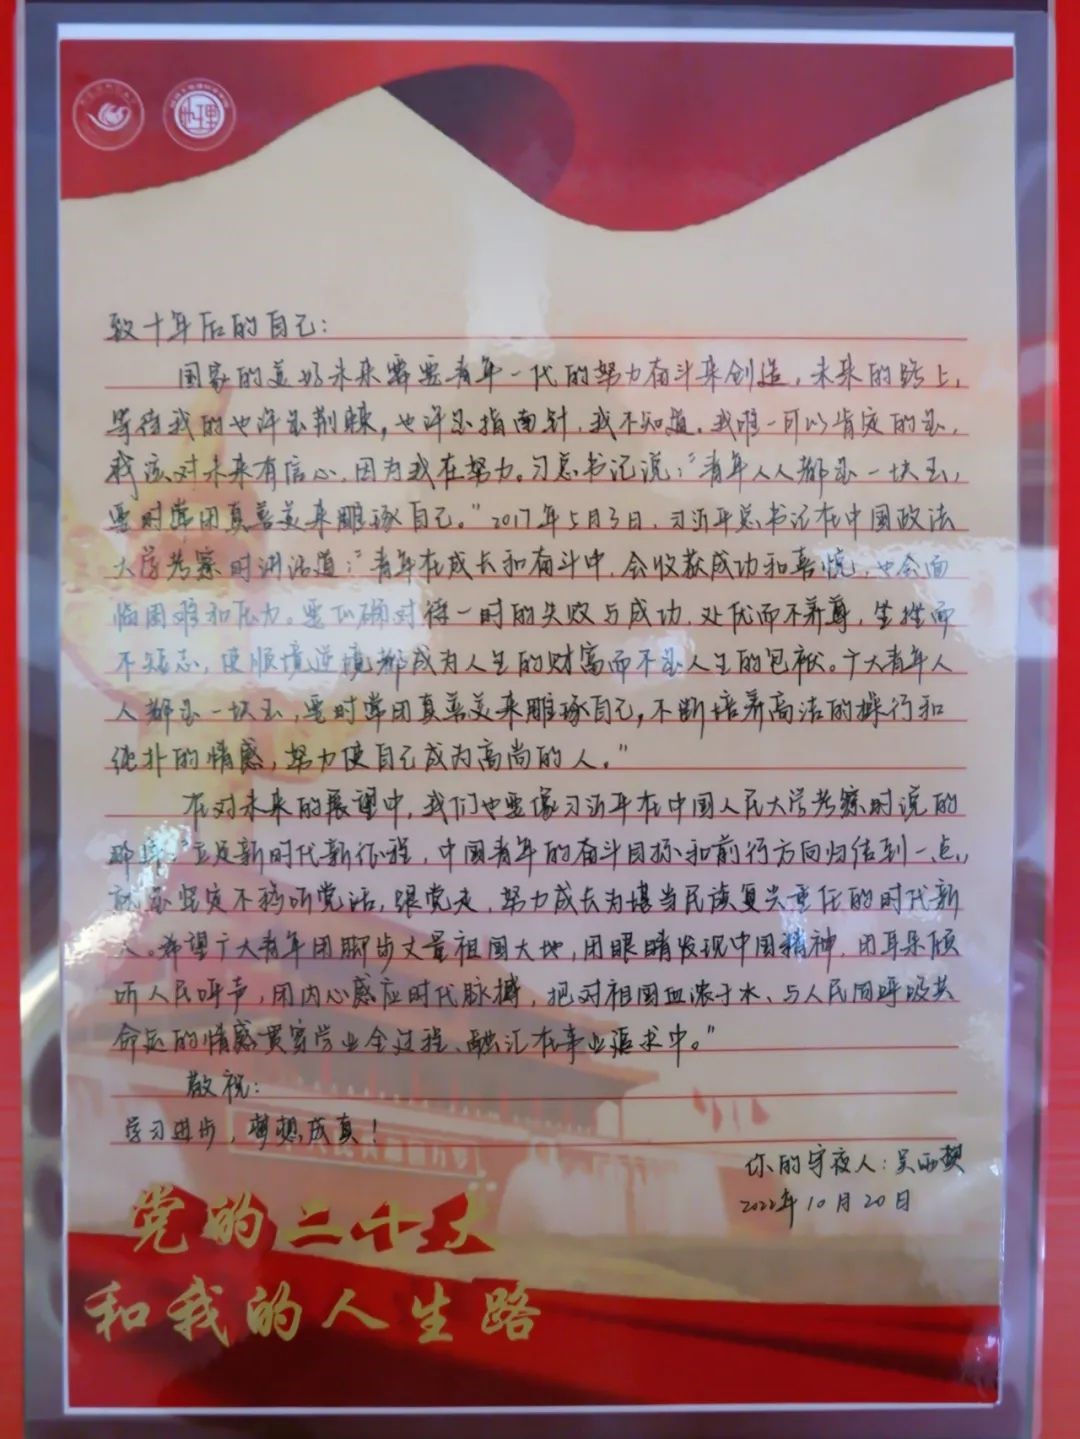 地理
致十年后的自己：
国家的美好未来需要青年一代的努力奋斗来创造，未来的路上，
等待我的也许是荆棘，也许是指南针，我不知道。我唯一可以肯定的是，
我该对未来有信心，因为我在努力。习总书记说：“青年人人都是一块玉，
要时常用真善美来雕琢自己。”2017年5月3日，习近平总书记在中国政法
大学考察时讲话道：“青年在成长和奋斗中，会收获成功和喜悦，也会面
临困难和压力。要正确对待一时的失败与成功，处优而不养尊，坐挫而
不短志，使顺境逆境都成为人生的财富而不是人生的包袱。广大青年人
人都是一块玉，要时常用真善美来雕琢自己，不断培养高洁的操行和
纯朴的情感，努力使自己成为高尚的人。”
在对未来的展望中，我们也要像习近平在中国人民大学考察时说的
那样“立足新时代新征程，中国青年的奋斗目标和前行方向归结到一点，
就是坚定不移听党话，跟党走，努力成长为堪当民族复兴重任的时代新
人。希望广大青年用脚步丈量祖国大地，用眼睛发现中国精神，用耳朵倾
听人民呼声，用内心感应时代脉搏，把对祖国血浓于水、与人民同呼吸共
命运的情感贯穿学业全过程、融汇在事业追求中。”
敬祝：
学习进步，梦想成真！
你的守夜人：吴
2022年10月20日
党的二十大
和我的人生路